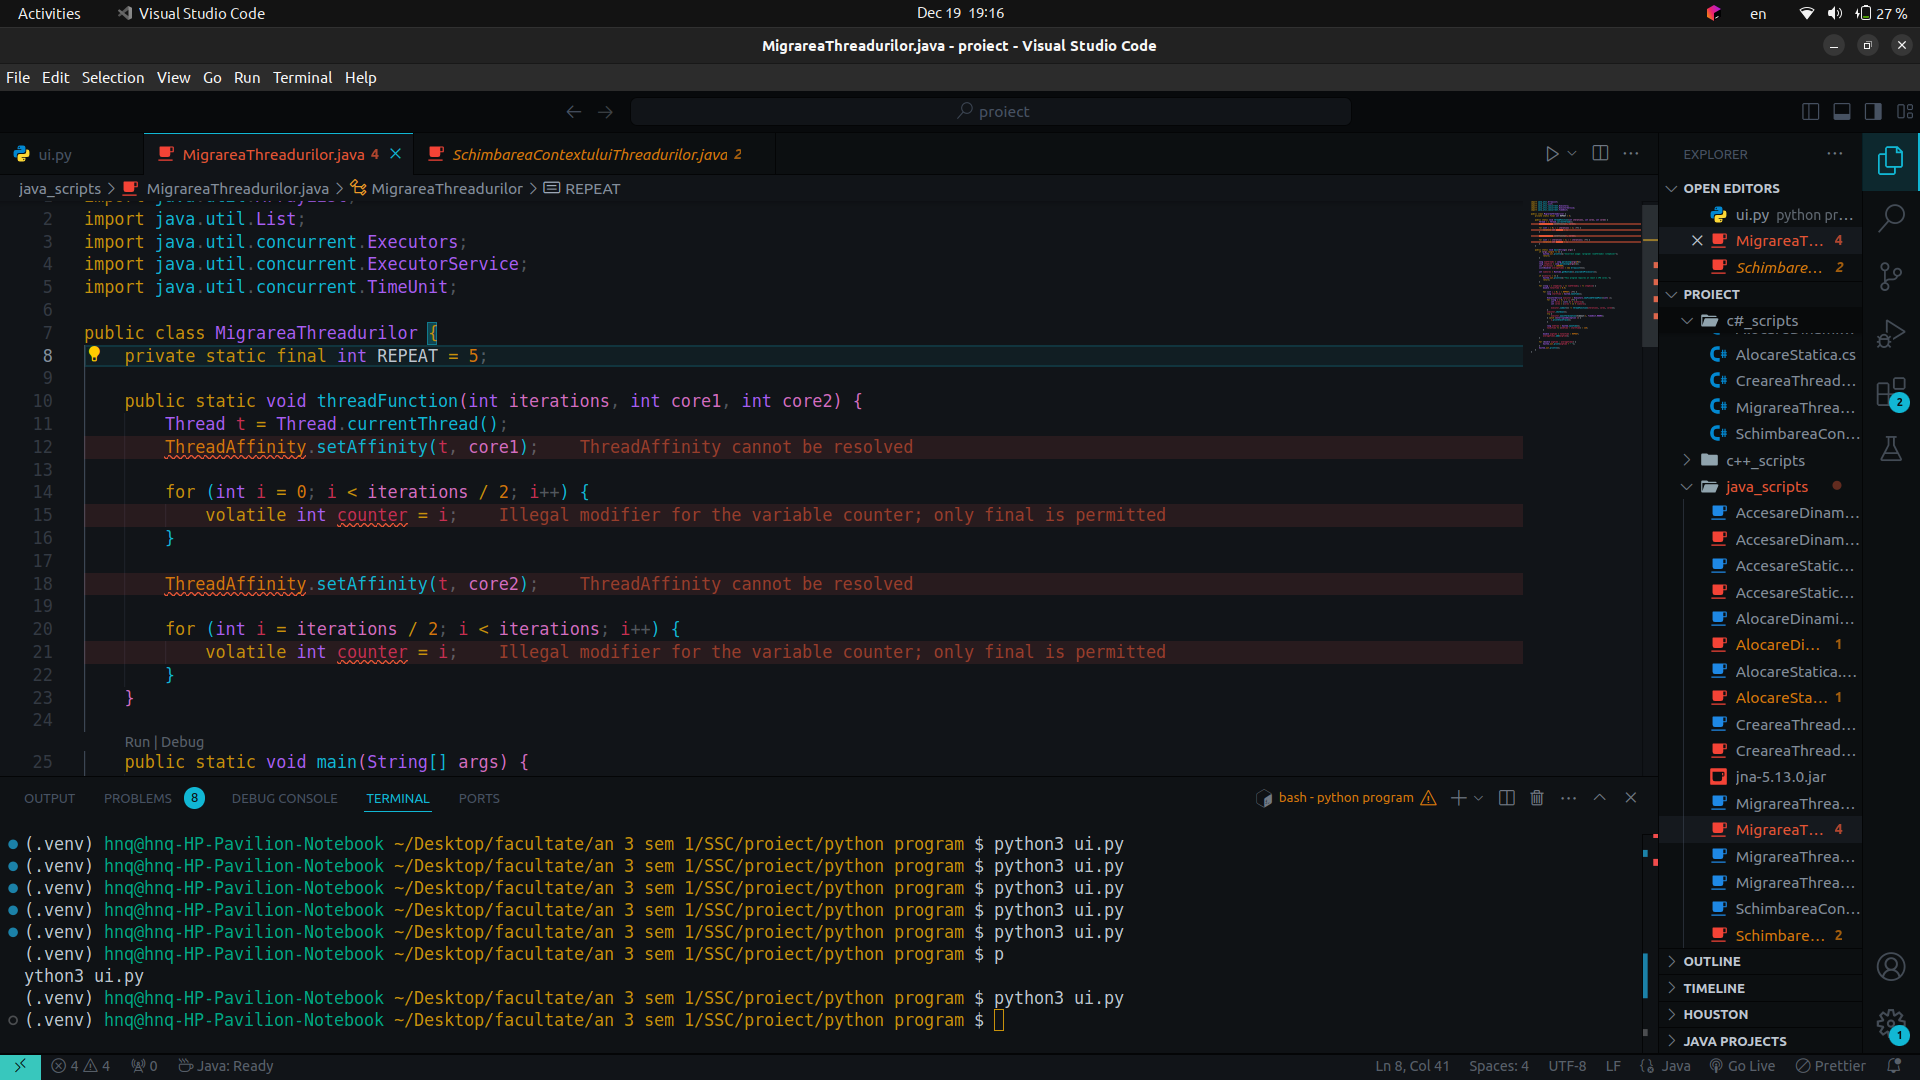 Activities
Visual Studio Code
Dec 19 19:16
en
27 %
MigrareaThreadurilor.java - proiect - Visual Studio Code
File Edit Selection View Go Run Terminal Help
proiect
ui.py
MigrareaThreadurilor.java 4
SchimbareaContextuluiThreadurilor.java 2
java_scripts > MigrareaThreadurilor.java > MigrareaThreadurilor > REPEAT
2 import java.util.List;
3 import java.util.concurrent.Executors;
4 import java.util.concurrent.ExecutorService;
5 import java.util.concurrent.TimeUnit;
6
7 public class MigrareaThreadurilor {
8 private static final int REPEAT = 5;
9
10 public static void threadFunction(int iterations, int core1, int core2) {
11 Thread t = Thread.currentThread();
12 ThreadAffinity.setAffinity(t, core1); ThreadAffinity cannot be resolved
13
14 for (int i = 0; i < iterations / 2; i++) {
15 volatile int counter = i; Illegal modifier for the variable counter; only final is permitted
16 }
17
18 ThreadAffinity.setAffinity(t, core2); ThreadAffinity cannot be resolved
19
20 for (int i = iterations / 2; i < iterations; i++) {
21 volatile int counter = i; Illegal modifier for the variable counter; only final is permitted
22 }
23 }
24
Run | Debug
25 public static void main(String[] args) {
OUTPUT PROBLEMS 8 DEBUG CONSOLE TERMINAL PORTS
bash - python program
(.venv) hnq@hnq-HP-Pavilion-Notebook ~/Desktop/facultate/an 3 sem 1/SSC/proiect/python program $ python3 ui.py
(.venv) hnq@hnq-HP-Pavilion-Notebook ~/Desktop/facultate/an 3 sem 1/SSC/proiect/python program $ python3 ui.py
(.venv) hnq@hnq-HP-Pavilion-Notebook ~/Desktop/facultate/an 3 sem 1/SSC/proiect/python program $ python3 ui.py
(.venv) hnq@hnq-HP-Pavilion-Notebook ~/Desktop/facultate/an 3 sem 1/SSC/proiect/python program $ python3 ui.py
(.venv) hnq@hnq-HP-Pavilion-Notebook ~/Desktop/facultate/an 3 sem 1/SSC/proiect/python program $ python3 ui.py
(.venv) hnq@hnq-HP-Pavilion-Notebook ~/Desktop/facultate/an 3 sem 1/SSC/proiect/python program $ p
ython3 ui.py
(.venv) hnq@hnq-HP-Pavilion-Notebook ~/Desktop/facultate/an 3 sem 1/SSC/proiect/python program $ python3 ui.py
(.venv) hnq@hnq-HP-Pavilion-Notebook ~/Desktop/facultate/an 3 sem 1/SSC/proiect/python program $
EXPLORER
OPEN EDITORS
ui.py python pr...
MigrareaT... 4
Schimbare... 2
PROIECT
c#_scripts
AlocareStatica.cs
CreareaThread...
MigrareaThrea...
SchimbareaCon...
c++_scripts
java_scripts
AccesareDinam...
AccesareDinam...
AccesareStatic...
AccesareStatic...
AlocareDinami...
AlocareDi... 1
AlocareStatica....
AlocareSta... 1
CreareaThread...
CreareaThread...
jna-5.13.0.jar
MigrareaThrea...
MigrareaT... 4
MigrareaThrea...
MigrareaThrea...
SchimbareaCon...
Schimbare... 2
OUTLINE
TIMELINE
HOUSTON
JAVA PROJECTS
2
1
4 4 0 Java: Ready
Ln 8, Col 41 Spaces: 4 UTF-8 LF Java Go Live Prettier